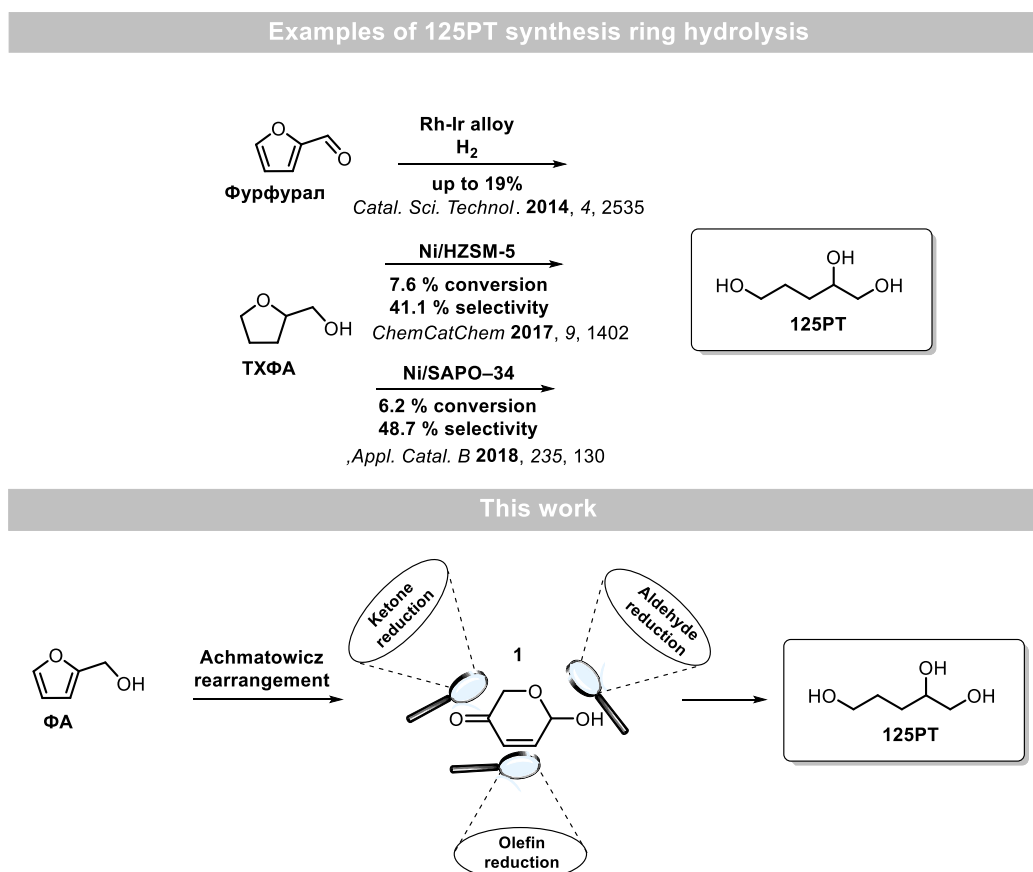 Examples of 125PT synthesis ring hydrolysis
O
O
Фурфурал
Rh-Ir alloy
H2
up to 19%
Catal. Sci. Technol. 2014, 4, 2535
O
OH
ТХФА
Ni/HZSM-5
7.6 % conversion
41.1 % selectivity
ChemCatChem 2017, 9, 1402
Ni/SAPO–34
6.2 % conversion
48.7 % selectivity
,Appl. Catal. B 2018, 235, 130
OH
HO
OH
125PT
This work
O
OH
ФА
Achmatowicz
rearrangement
Ketone
reduction
1
Aldehyde
reduction
O
O
OH
Olefin
reduction
OH
HO
OH
125PT